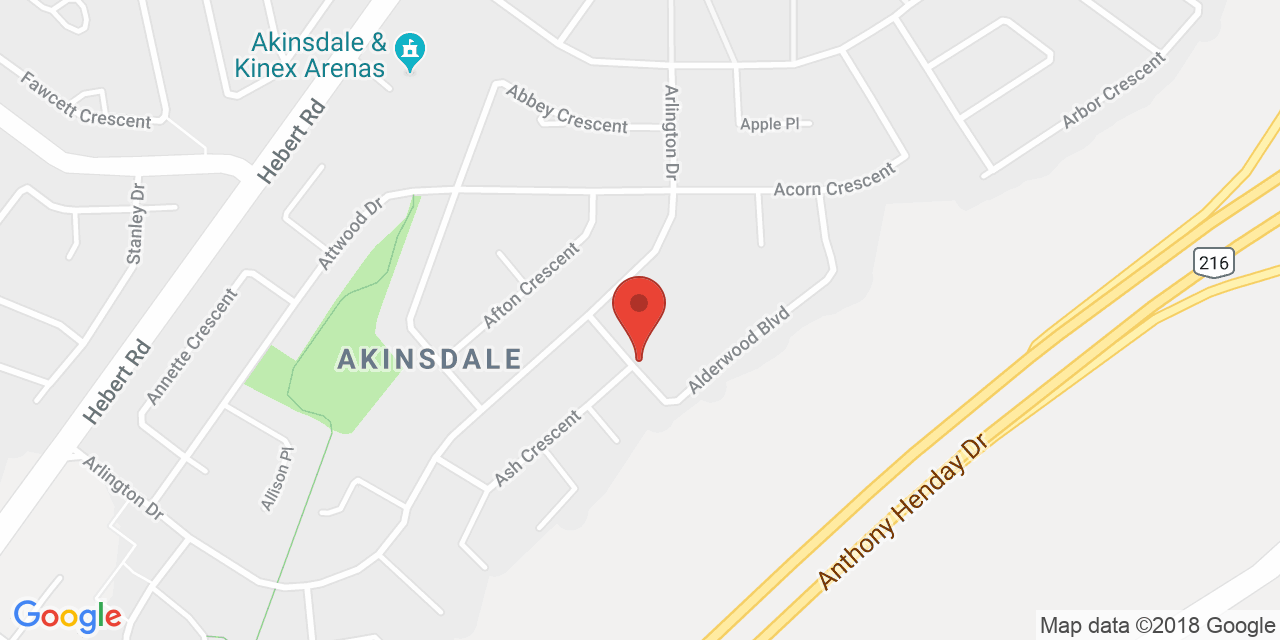 Akinsdale &
Kinex Arenas
Fawcett Crescent
Hebert Rd
Abbey Crescent
Arlington Dr
Apple Pl
Arbor Crescent
Stanley Dr
Attwood Dr
Acorn Crescent
Afton Crescent
216
Annette Crescent
Hebert Rd
AKINSDALE
Alderwood Blvd
Ash Crescent
Allison Pl
Arlington Dr
Anthony Henday Dr
Google
Map data ©2018 Google